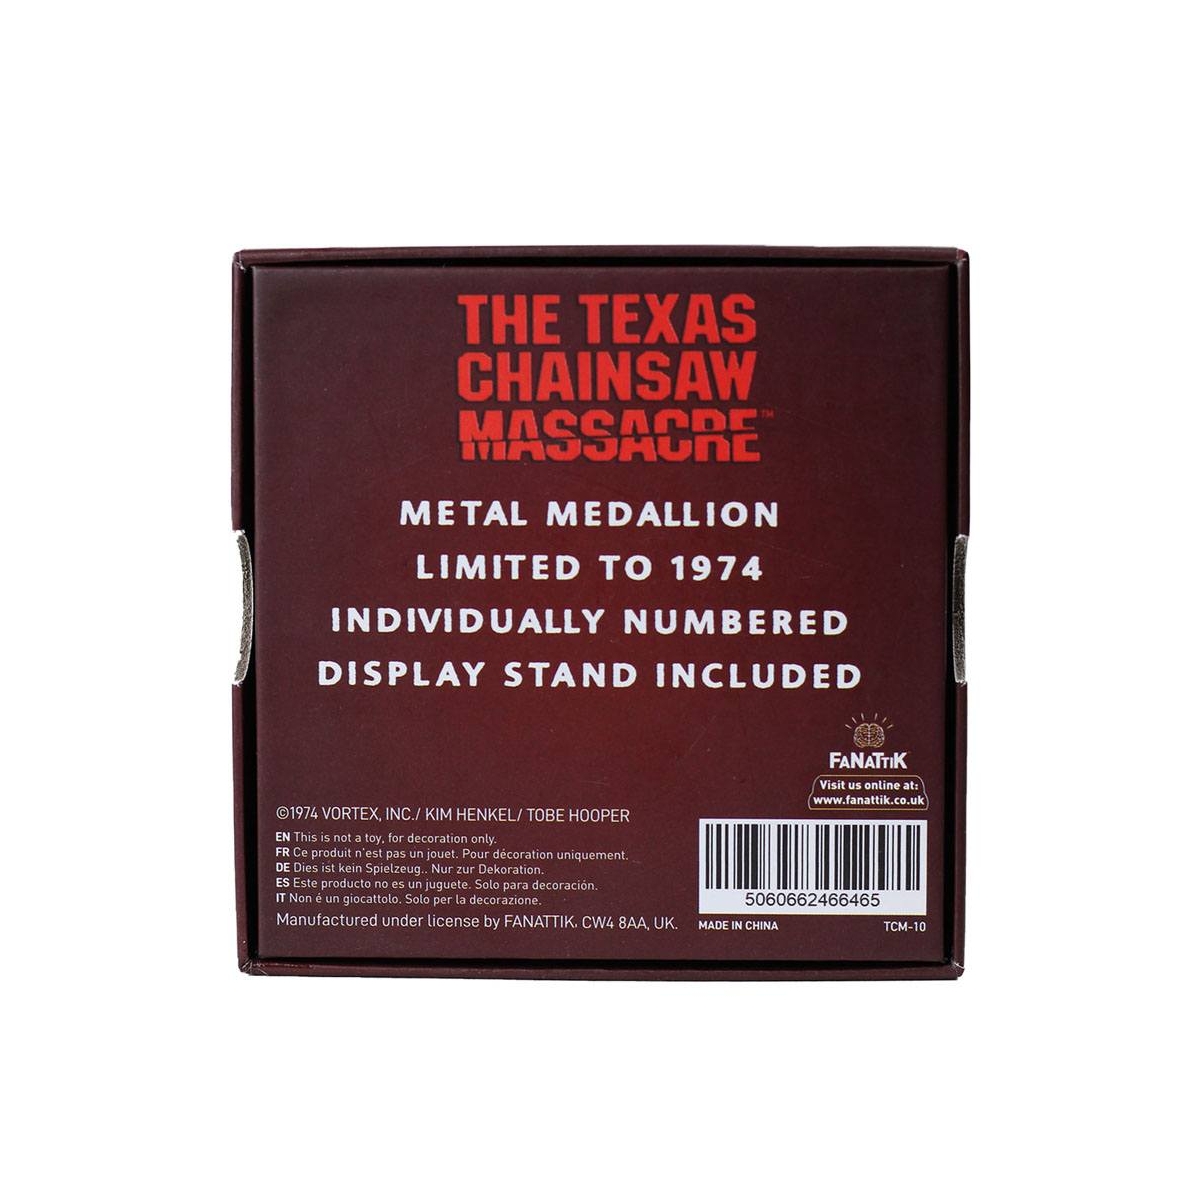 THE TEXAS
CHAINSAW
MASSACRE™
METAL MEDALLION
LIMITED TO 1974
INDIVIDUALLY NUMBERED
DISPLAY STAND INCLUDED
FANATTIK
Visit us online at:
www.fanattik.co.uk
©1974 VORTEX, INC./ KIM HENKEL/ TOBE HOOPER
EN This is not a toy, for decoration only.
FR Ce produit n'est pas un jouet. Pour décoration uniquement.
DE Dies ist kein Spielzeug.. Nur zur Dekoration.
ES Este producto no es un juguete. Solo para decoración.
IT Non é un giocattolo. Solo per la decorazione.
Manufactured under license by FANATTIK, CW4 8AA, UK.
5060662466465
MADE IN CHINA TCM-10